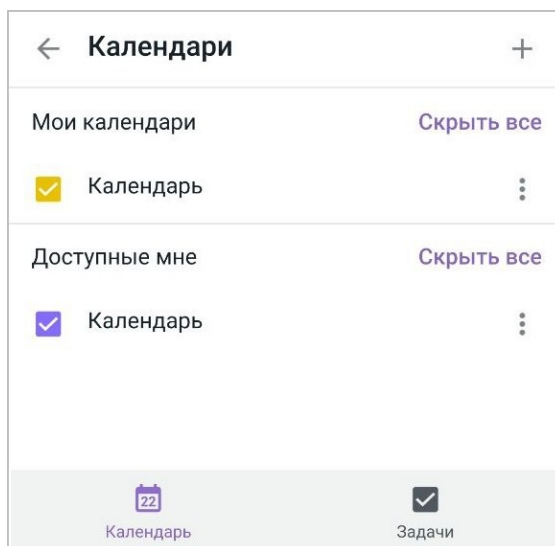 Календари
Мои календари Скрыть все
Календарь
Доступные мне Скрыть все
Календарь
22
Календарь Задачи